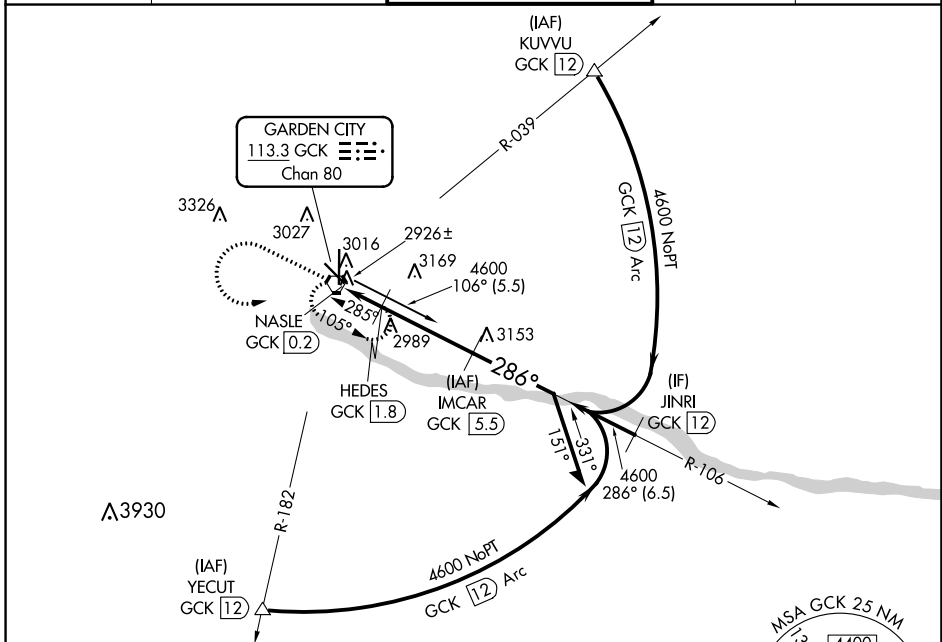 (IAF)
KUVVU
GCK 12
R-039
GARDEN CITY
113.3 GCK
Chan 80
4600 NoPT
GCK 12 Arc
3326
3027
3016
2926±
3169
4600
106° (5.5)
285°
105°
NASLE
GCK 0.2
2989
3153
286°
HEDES
GCK 1.8
(IAF)
IMCAR
GCK 5.5
(IF)
JINRI
GCK 12
151°
331°
4600
286° (6.5)
R-106
R-182
3930
(IAF)
YECUT
GCK 12
4600 NoPT
GCK 12 Arc
MSA GCK 25 NM